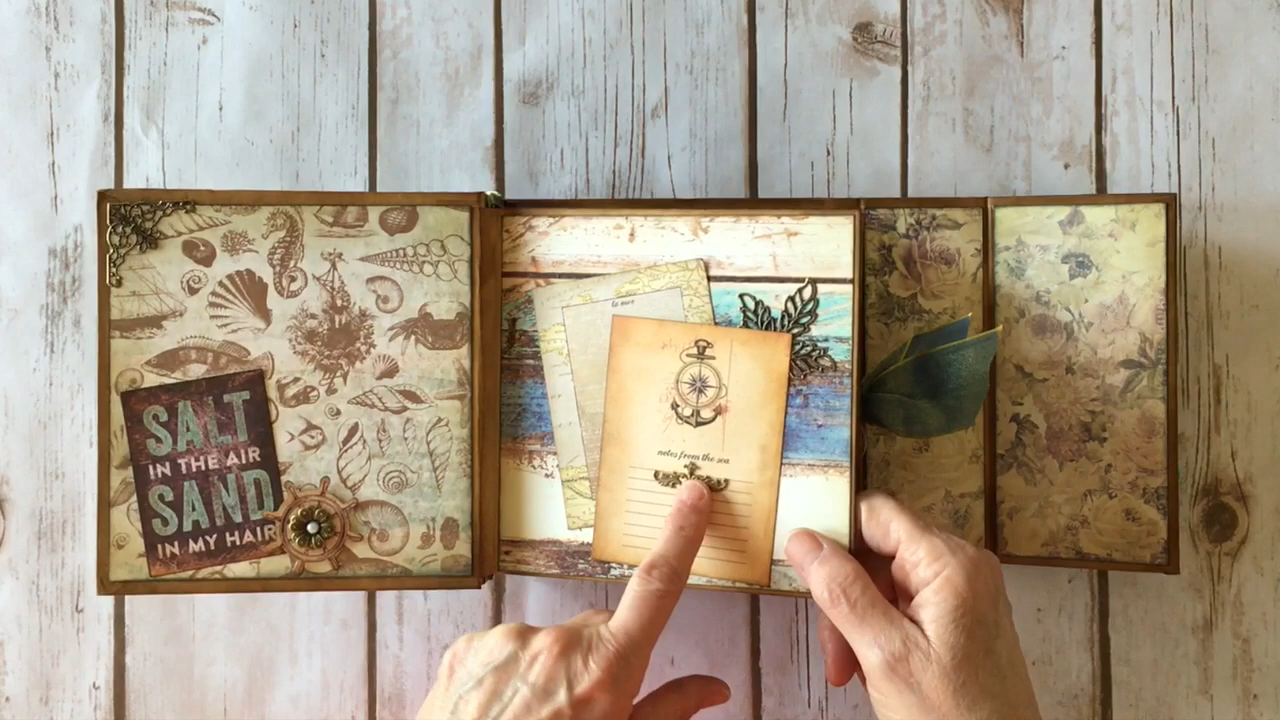 SALT
IN THE AIR
SAND
IN MY HAIR
notes from the sea